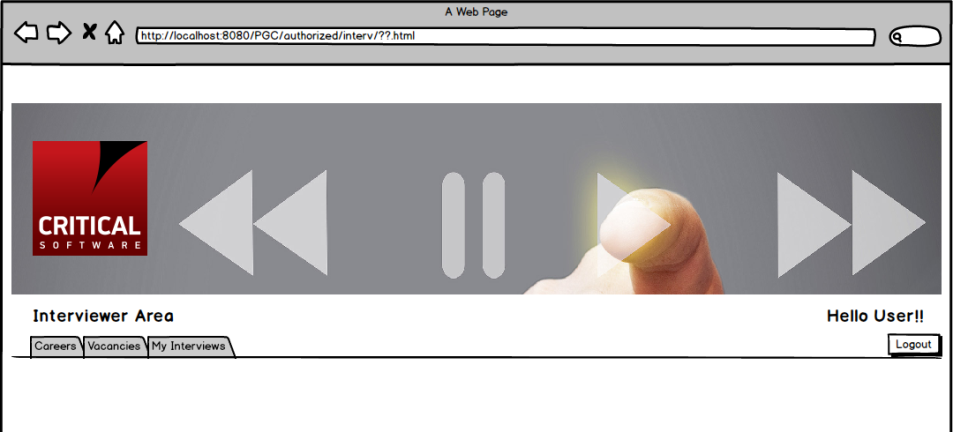 A Web Page
http://localhost:8080/PGC/authorized/interv/??.html
CRITICAL
SOFTWARE
Interviewer Area
Hello User!!
Careers
Vacancies
My Interviews
Logout